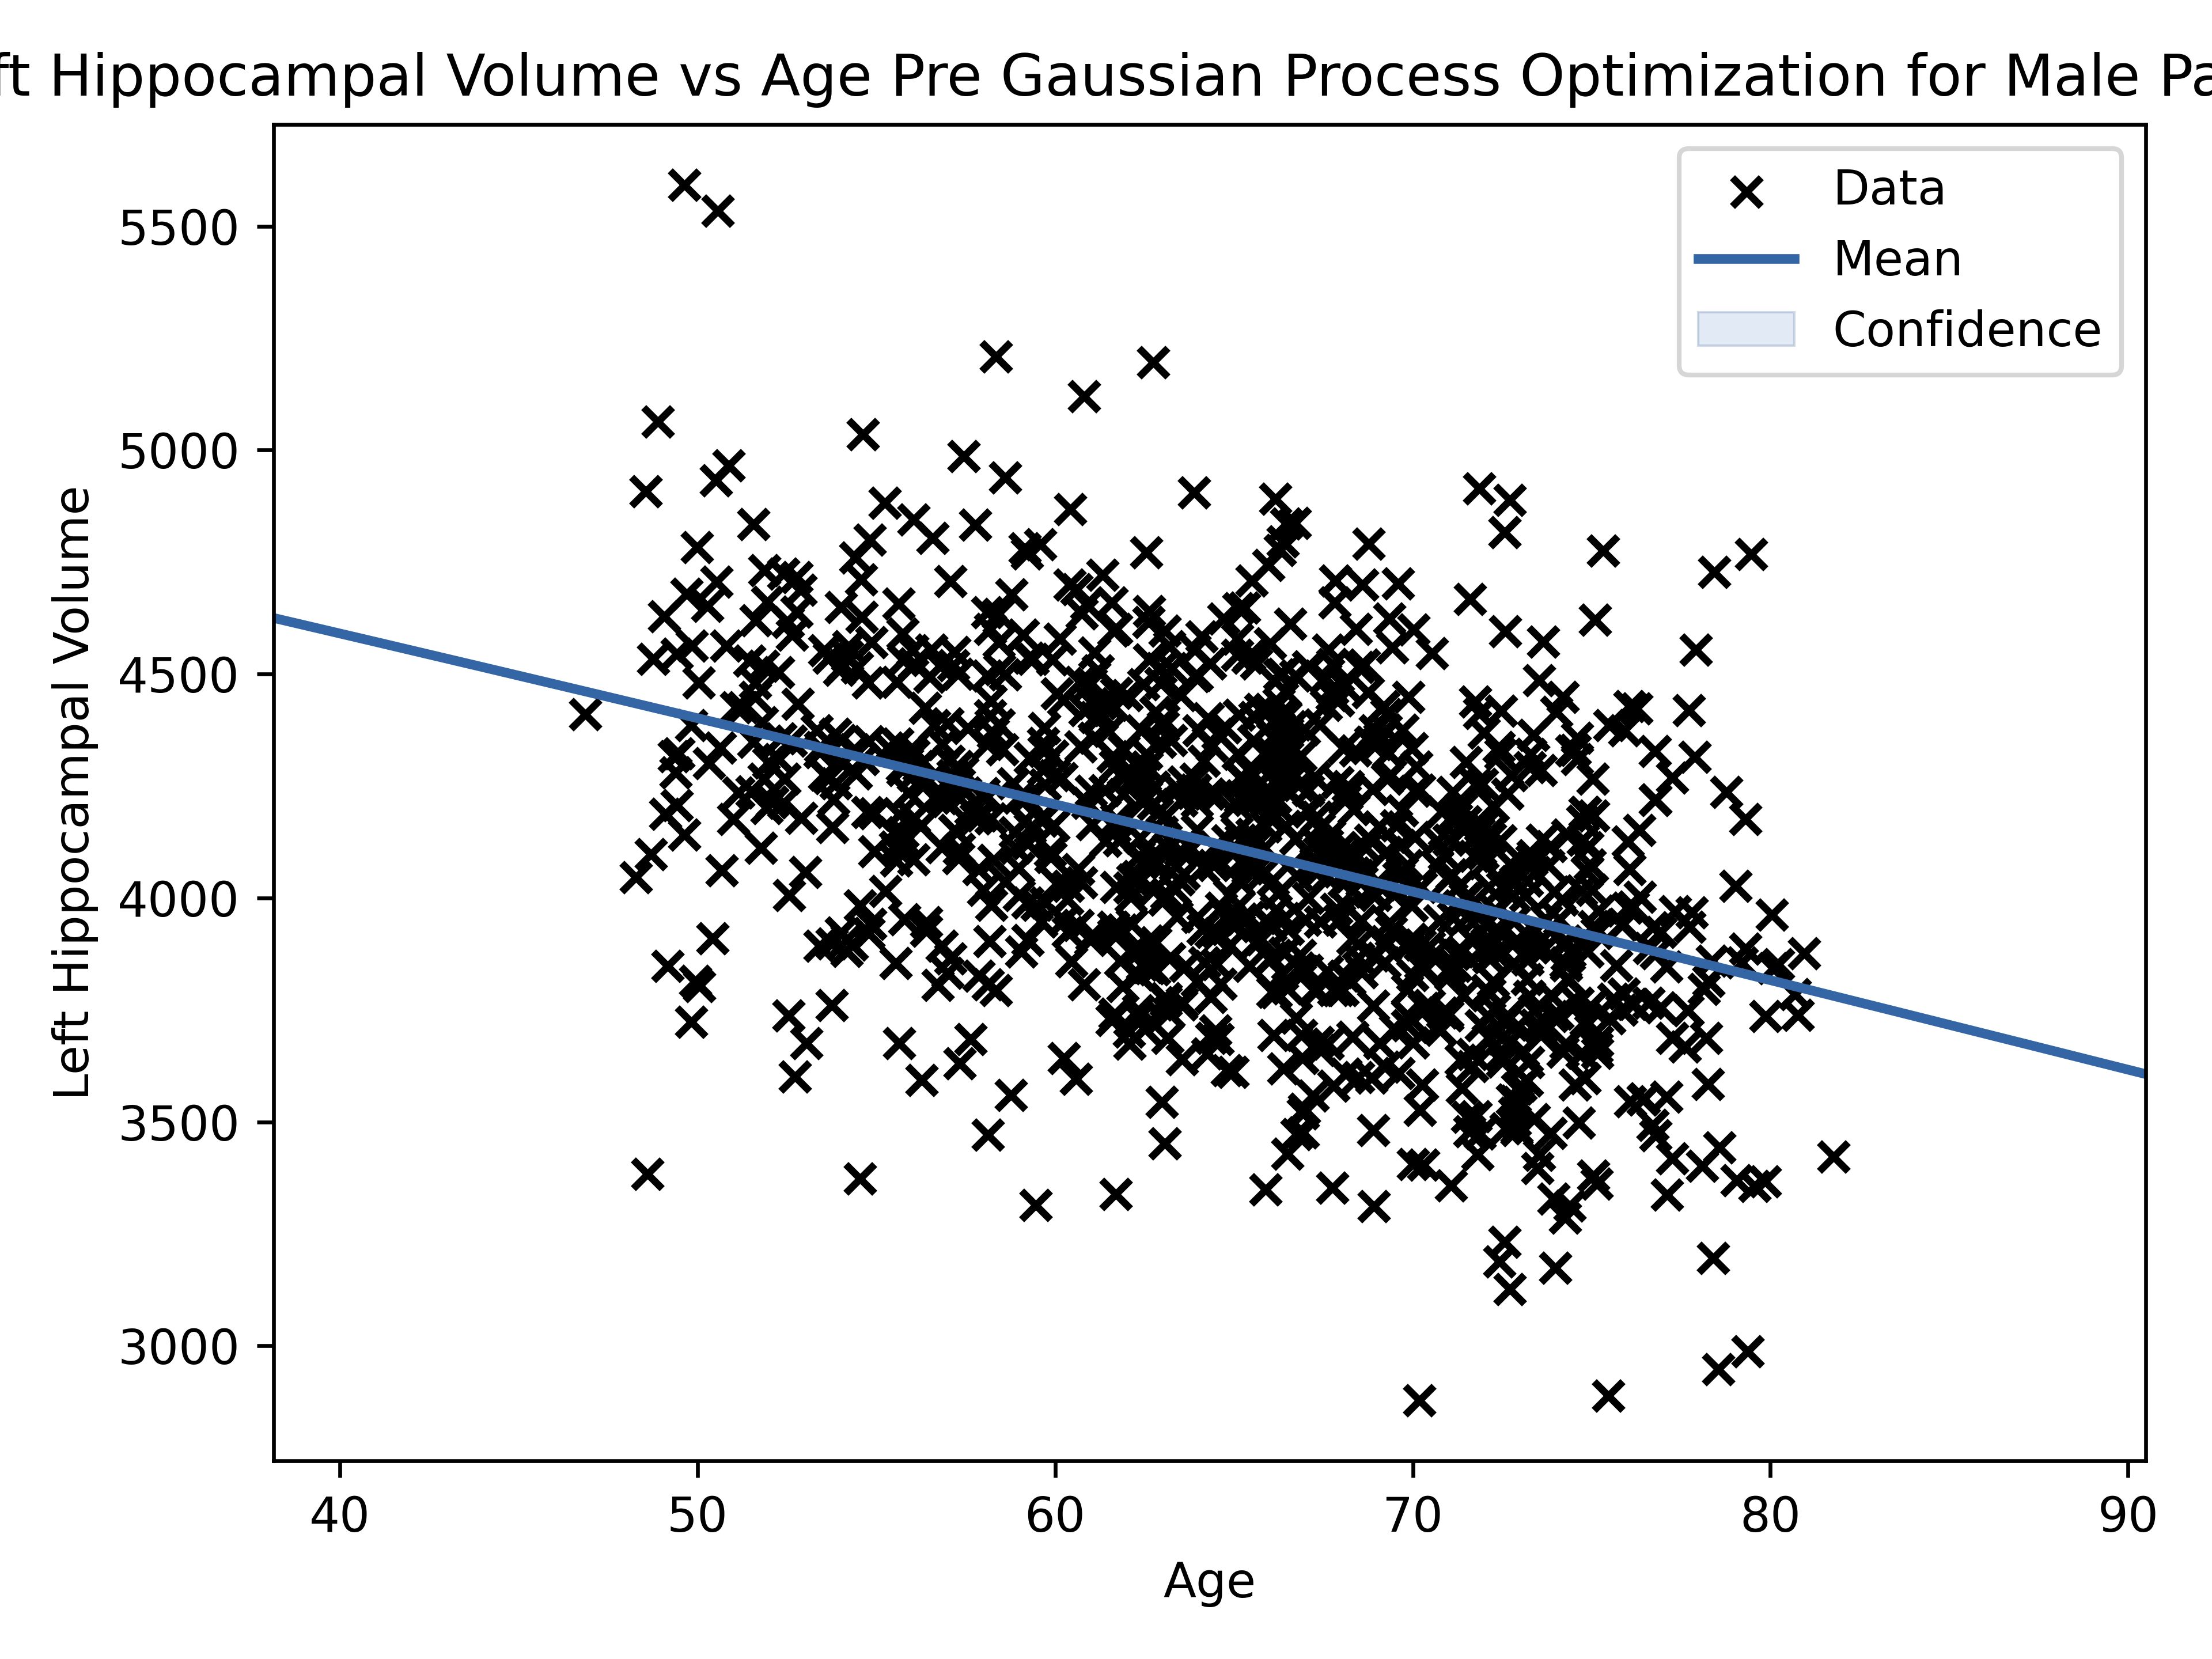 ft Hippocampal Volume vs Age Pre Gaussian Process Optimization for Male Pa
Data
Mean
Confidence
Left Hippocampal Volume
5500
5000
4500
4000
3500
3000
40 50 60 70 80 90
Age